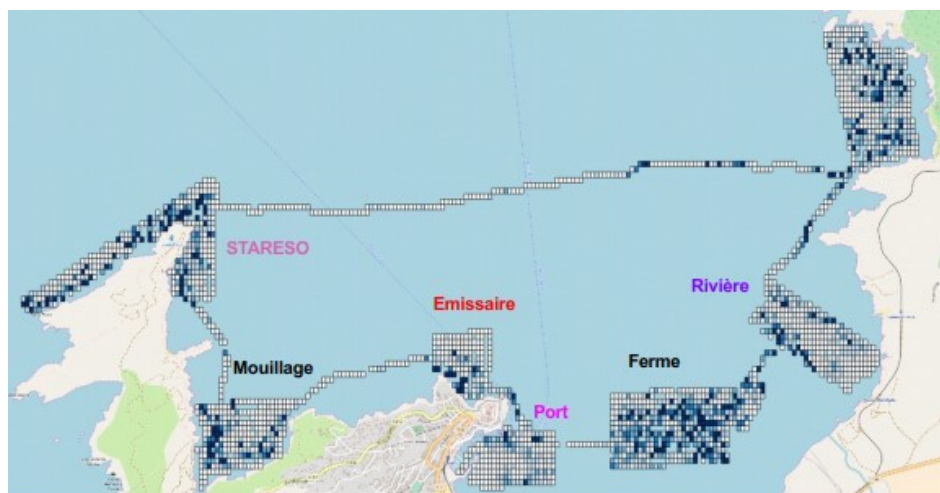 STARESO
Emissaire
Rivière
Mouillage
Ferme
Port